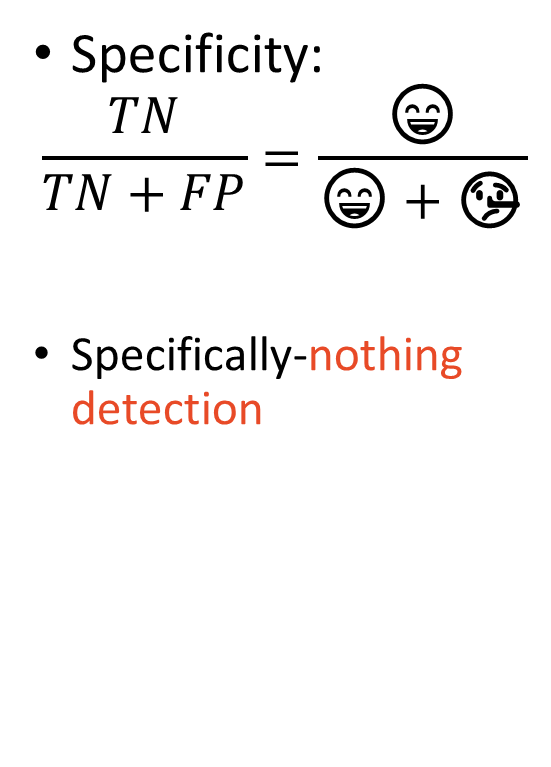 • Specificity:
TN / TN + FP = 😄 / 😄 + 🤥
• Specifically-nothing
detection